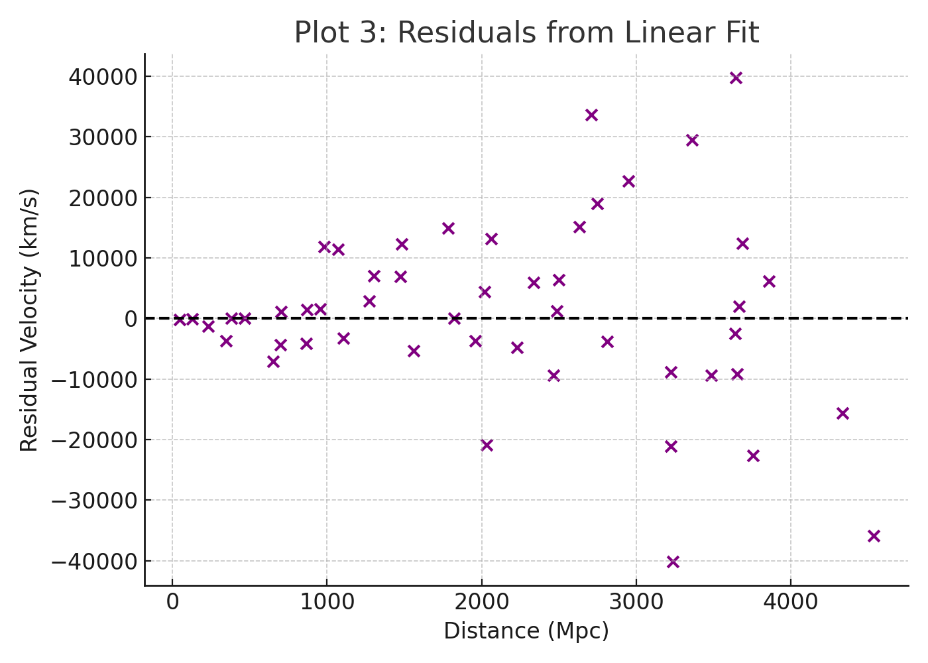 Plot 3: Residuals from Linear Fit
Residual Velocity (km/s)
40000
30000
20000
10000
0
−10000
−20000
−30000
−40000
0 1000 2000 3000 4000
Distance (Mpc)